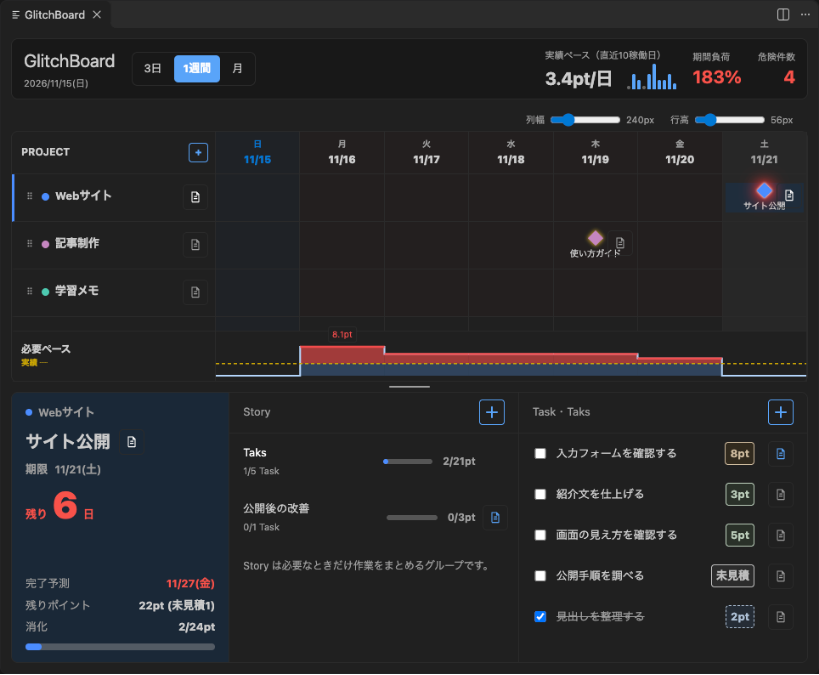 GlitchBoard
GlitchBoard
2026/11/15(日)
3日 1週間 月
実績ペース（直近10稼働日）
3.4pt/日
期間負荷
183%
危険件数
4
列幅 240px 行高 56px
PROJECT
日 月 火 水 木 金 土
11/15 11/16 11/17 11/18 11/19 11/20 11/21
Webサイト
サイト公開
記事制作
使い方ガイド
学習メモ
必要ペース
実績
8.1pt
Webサイト
サイト公開
期限 11/21(土)
残り 6 日
完了予測 11/27(金)
残りポイント 22pt (未見積1)
消化 2/24pt
Story
Taks
1/5 Task
2/21pt
公開後の改善
0/1 Task
0/3pt
Story は必要なときだけ作業をまとめるグループです。
Task・Taks
入力フォームを確認する 8pt
紹介文を仕上げる 3pt
画面の見え方を確認する 5pt
公開手順を調べる 未見積
見出しを整理する 2pt